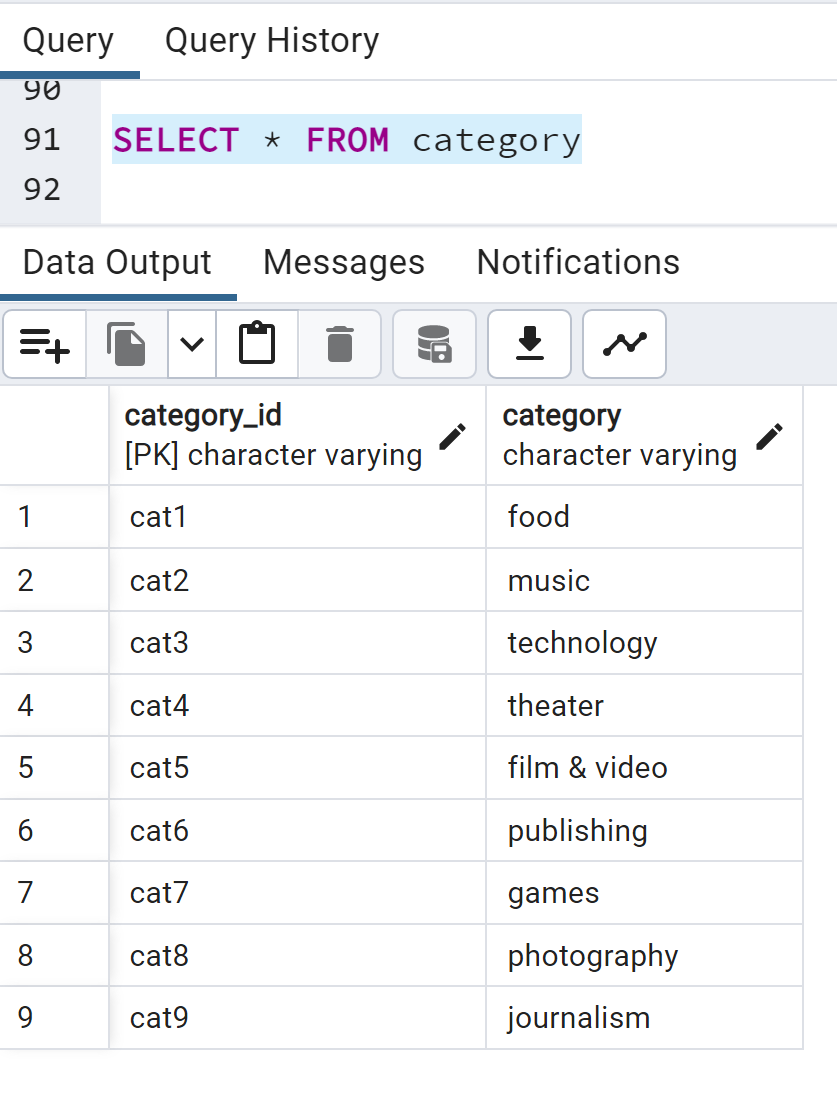 Query Query History
90
91 SELECT * FROM category
92
Data Output Messages Notifications
category_id category
[PK] character varying character varying
1 cat1 food
2 cat2 music
3 cat3 technology
4 cat4 theater
5 cat5 film & video
6 cat6 publishing
7 cat7 games
8 cat8 photography
9 cat9 journalism